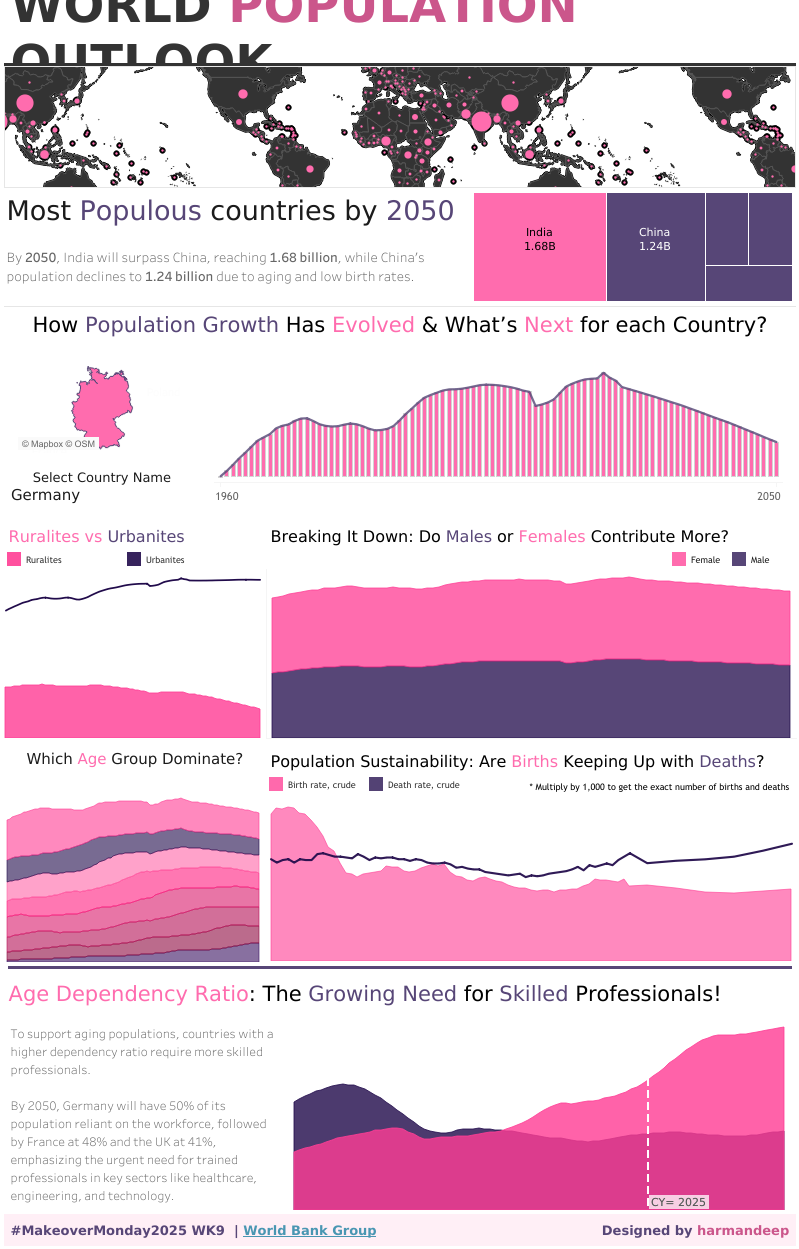 WORLD POPULATION
OUTLOOK
Most Populous countries by 2050
By 2050, India will surpass China, reaching 1.68 billion, while China's
population declines to 1.24 billion due to aging and low birth rates.
India
1.68B
China
1.24B
How Population Growth Has Evolved & What's Next for each Country?
© Mapbox © OSM
Select Country Name
Germany
1960
2050
Ruralites vs Urbanites
Ruralites
Urbanites
Breaking It Down: Do Males or Females Contribute More?
Female
Male
Which Age Group Dominate?
Population Sustainability: Are Births Keeping Up with Deaths?
Birth rate, crude
Death rate, crude
* Multiply by 1,000 to get the exact number of births and deaths
Age Dependency Ratio: The Growing Need for Skilled Professionals!
To support aging populations, countries with a
higher dependency ratio require more skilled
professionals.
By 2050, Germany will have 50% of its
population reliant on the workforce, followed
by France at 48% and the UK at 41%,
emphasizing the urgent need for trained
professionals in key sectors like healthcare,
engineering, and technology.
CY= 2025
#MakeoverMonday2025 WK9 | World Bank Group
Designed by harmandeep